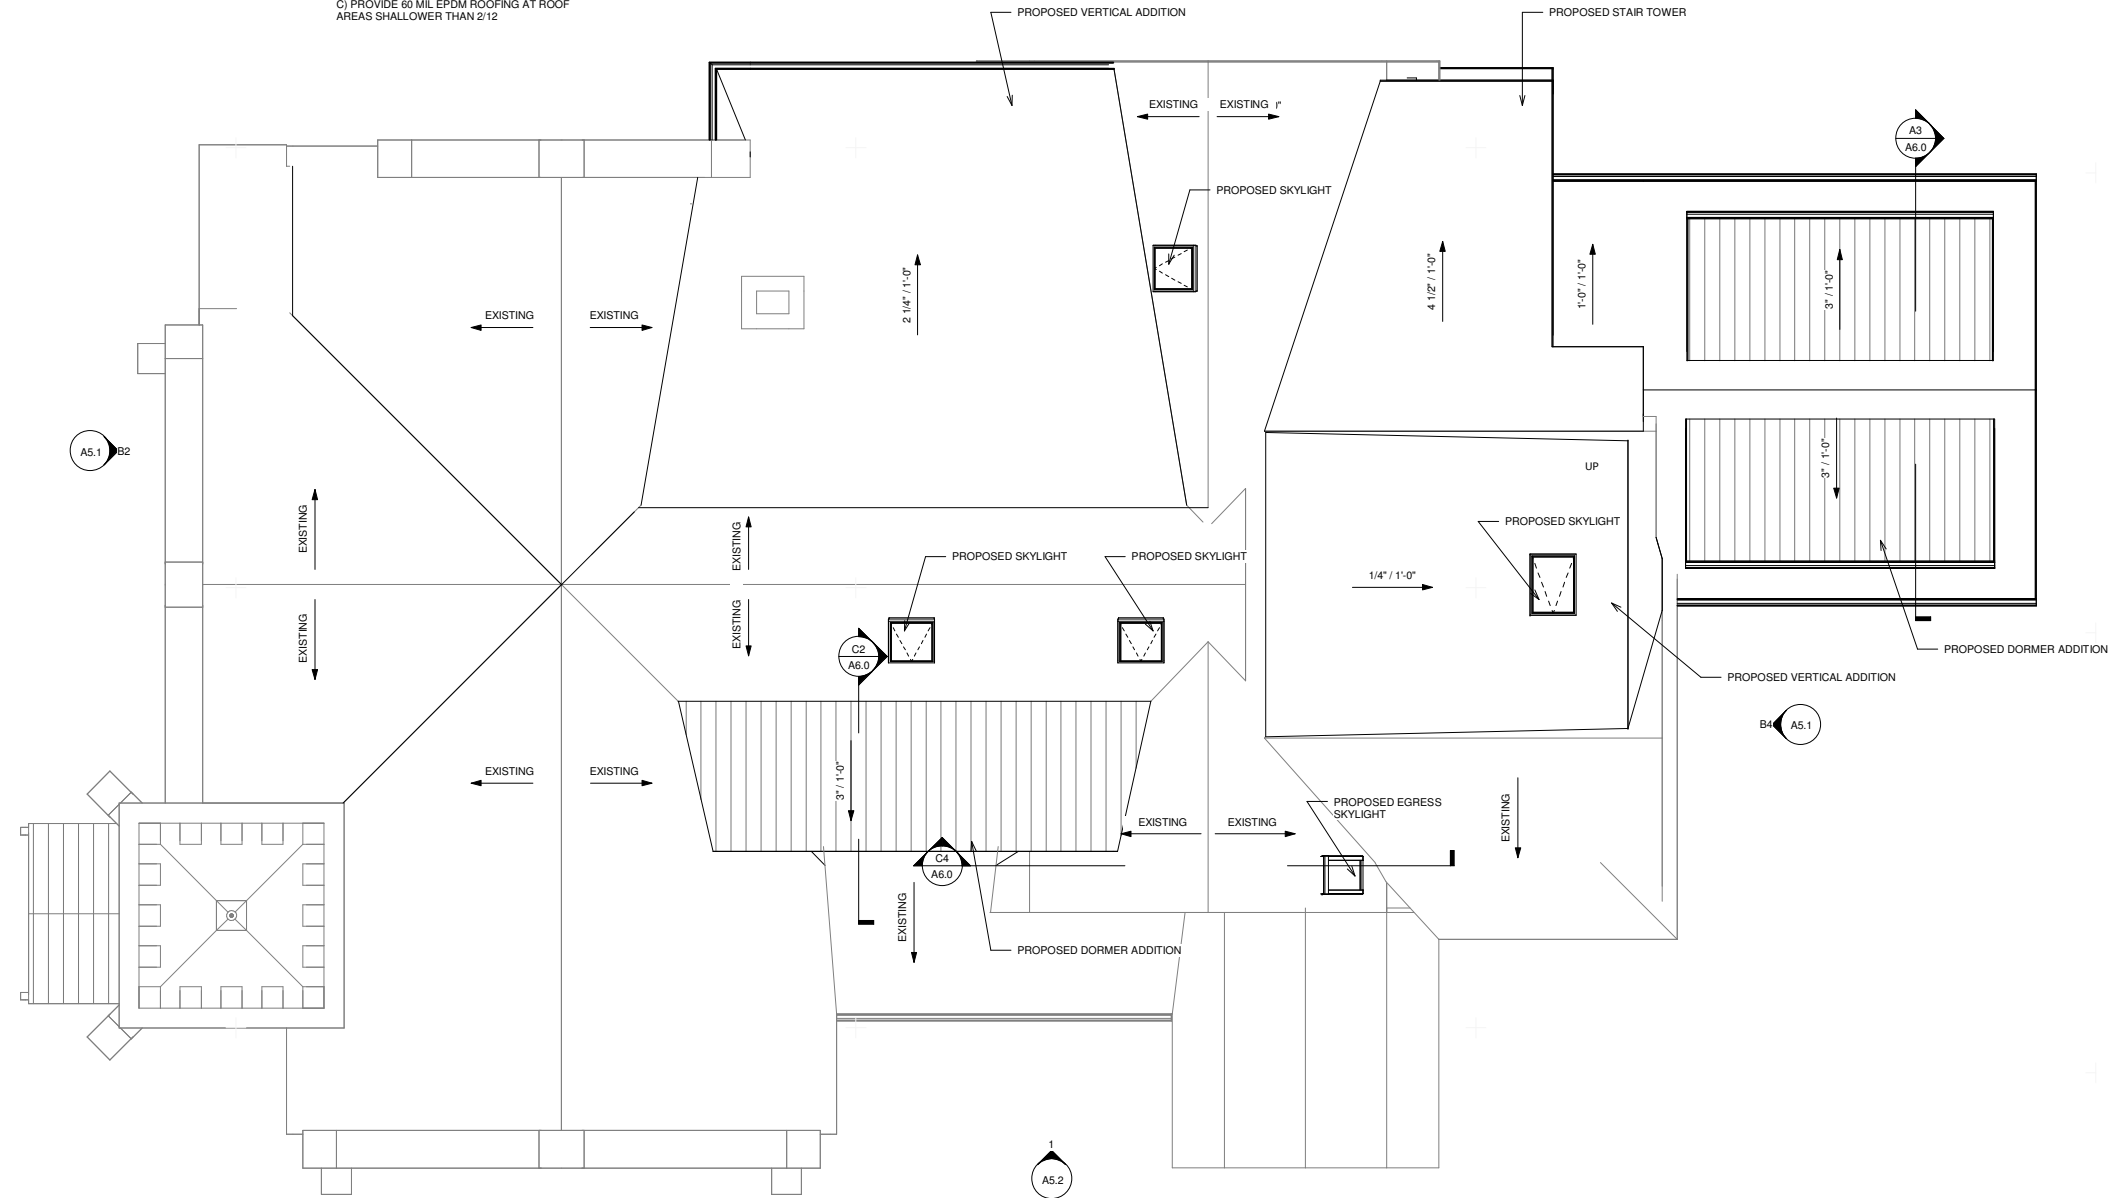 C) PROVIDE 60 MIL EPDM ROOFING AT ROOF
AREAS SHALLOWER THAN 2/12
PROPOSED VERTICAL ADDITION
PROPOSED STAIR TOWER
EXISTING
EXISTING
A3
A6.0
PROPOSED SKYLIGHT
2 1/4" / 1'-0"
4 1/2" / 1'-0"
1'-0" / 1'-0"
3" / 1'-0"
EXISTING
EXISTING
A5.1
B2
3" / 1'-0"
UP
EXISTING
EXISTING
PROPOSED SKYLIGHT
PROPOSED SKYLIGHT
PROPOSED SKYLIGHT
1/4" / 1'-0"
EXISTING
EXISTING
C2
A6.0
PROPOSED DORMER ADDITION
PROPOSED VERTICAL ADDITION
B4
A5.1
EXISTING
EXISTING
3" / 1'-0"
PROPOSED EGRESS
SKYLIGHT
EXISTING
EXISTING
EXISTING
C4
A6.0
EXISTING
PROPOSED DORMER ADDITION
1
A5.2